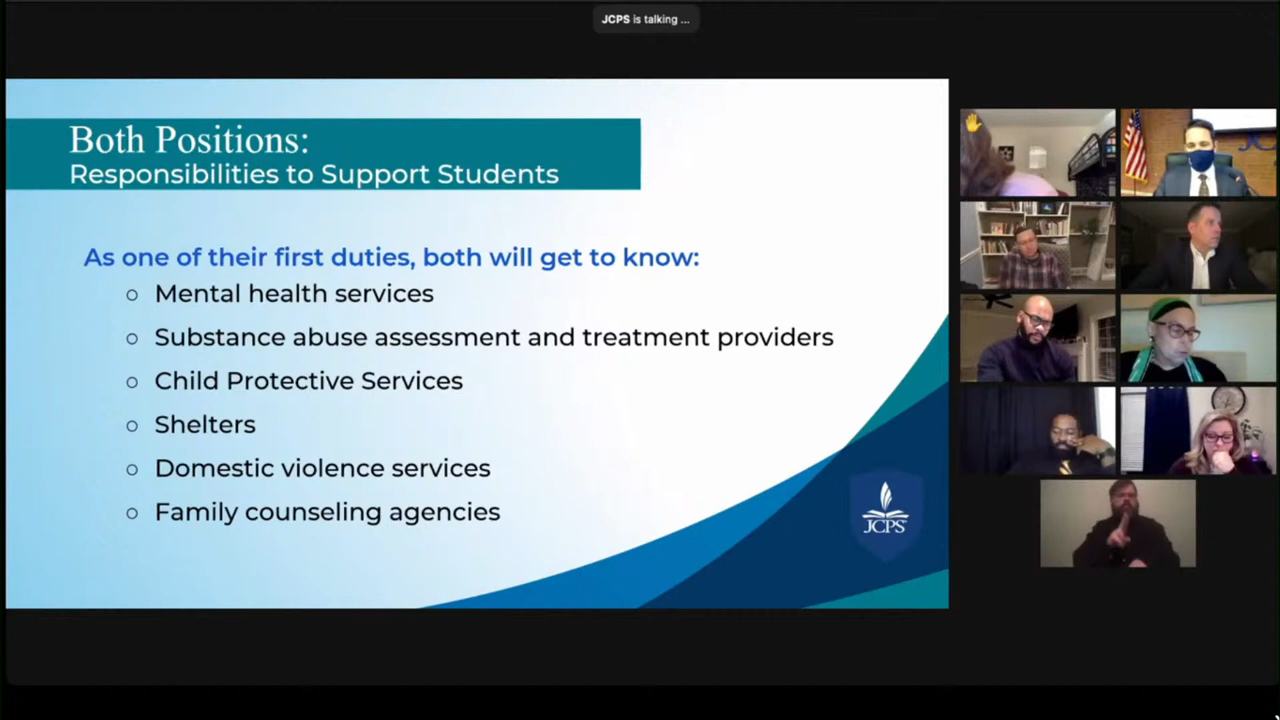 JCPS is talking ...
Both Positions:
Responsibilities to Support Students
As one of their first duties, both will get to know:
○ Mental health services
○ Substance abuse assessment and treatment providers
○ Child Protective Services
○ Shelters
○ Domestic violence services
○ Family counseling agencies
JCPS